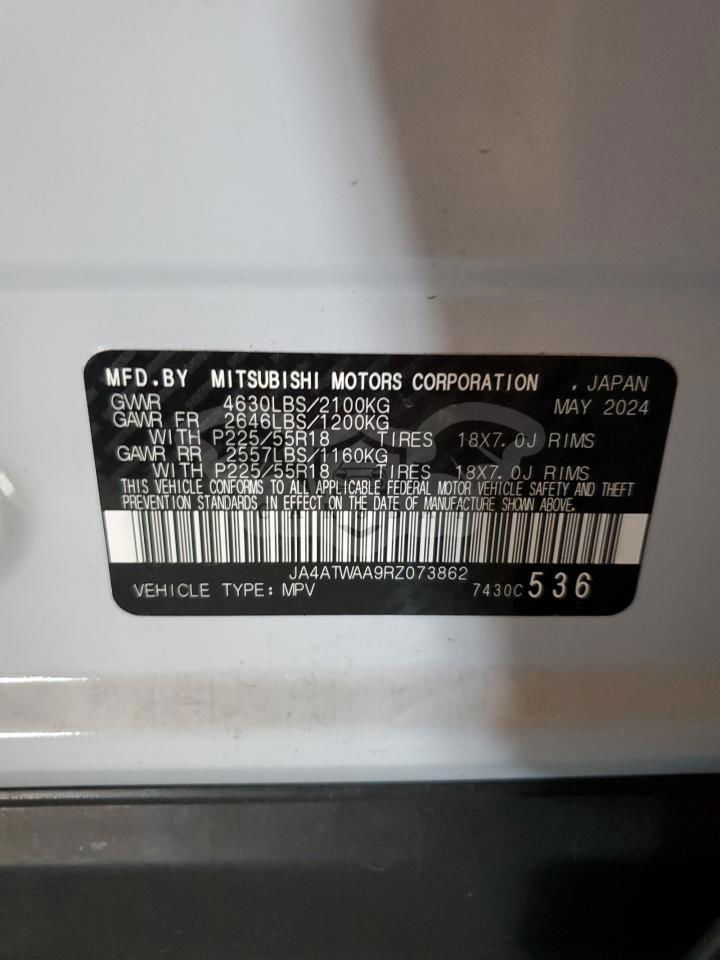 MFD.BY MITSUBISHI MOTORS CORPORATION , JAPAN
GVWR 4630LBS/2100KG MAY 2024
GAWR FR 2646LBS/1200KG
WITH P225/55R18 TIRES 18X7.0J RIMS
GAWR RR 2557LBS/1160KG
WITH P225/55R18 TIRES 18X7.0J RIMS
THIS VEHICLE CONFORMS TO ALL APPLICABLE FEDERAL MOTOR VEHICLE SAFETY AND THEFT
PREVENTION STANDARDS IN EFFECT ON THE DATE OF MANUFACTURE SHOWN ABOVE.
JA4ATWAA9RZ073862
VEHICLE TYPE: MPV 7430C 536